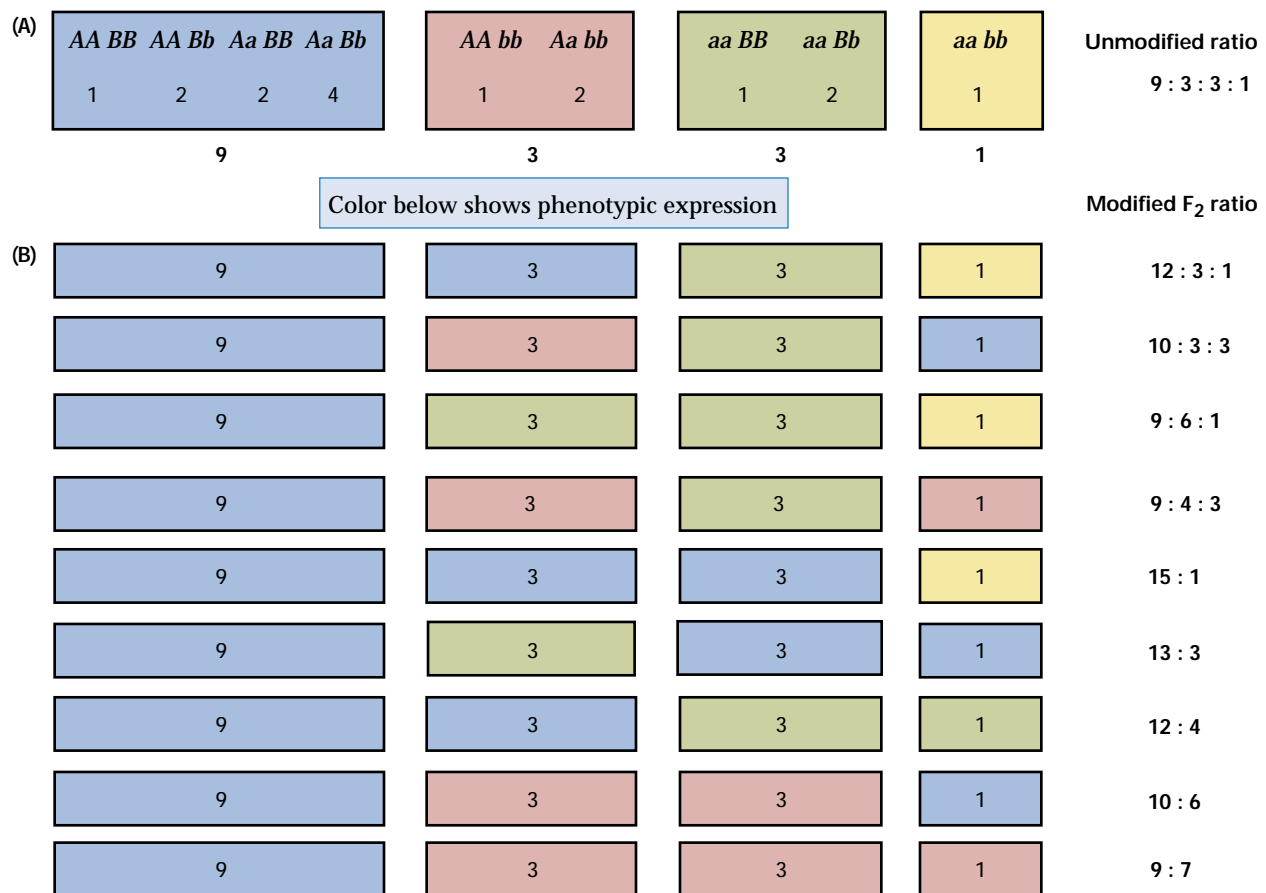 (A) AA BB AA Bb Aa BB Aa Bb AA bb Aa bb aa BB aa Bb aa bb Unmodified ratio
1 2 2 4 1 2 1 2 1 9 : 3 : 3 : 1
9 3 3 1
Color below shows phenotypic expression Modified F2 ratio
(B) 9 3 3 1 12 : 3 : 1
9 3 3 1 10 : 3 : 3
9 3 3 1 9 : 6 : 1
9 3 3 1 9 : 4 : 3
9 3 3 1 15 : 1
9 3 3 1 13 : 3
9 3 3 1 12 : 4
9 3 3 1 10 : 6
9 3 3 1 9 : 7